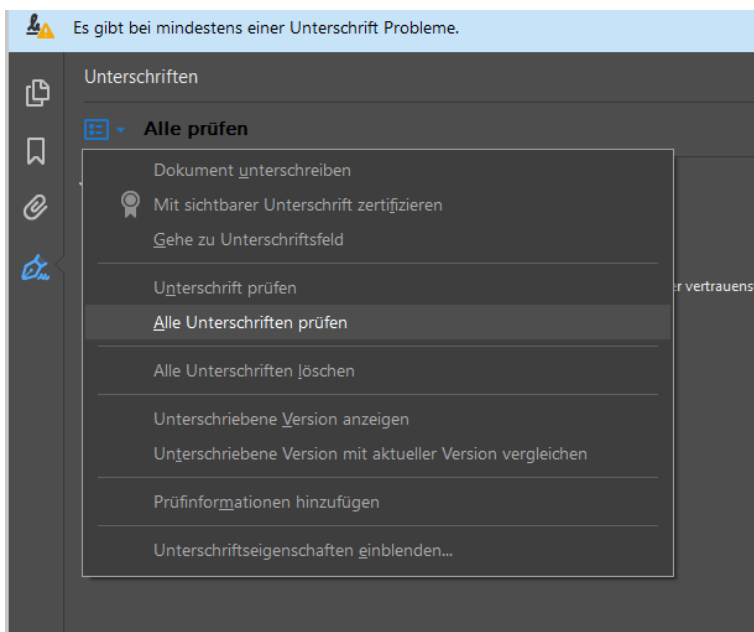 Es gibt bei mindestens einer Unterschrift Probleme.
Unterschriften
Alle prüfen
Dokument unterschreiben
Mit sichtbarer Unterschrift zertifizieren
Gehe zu Unterschriftsfeld
Unterschrift prüfen
r vertrauens
Alle Unterschriften prüfen
Alle Unterschriften löschen
Unterschriebene Version anzeigen
Unterschriebene Version mit aktueller Version vergleichen
Prüfinformationen hinzufügen
Unterschriftseigenschaften einblenden...